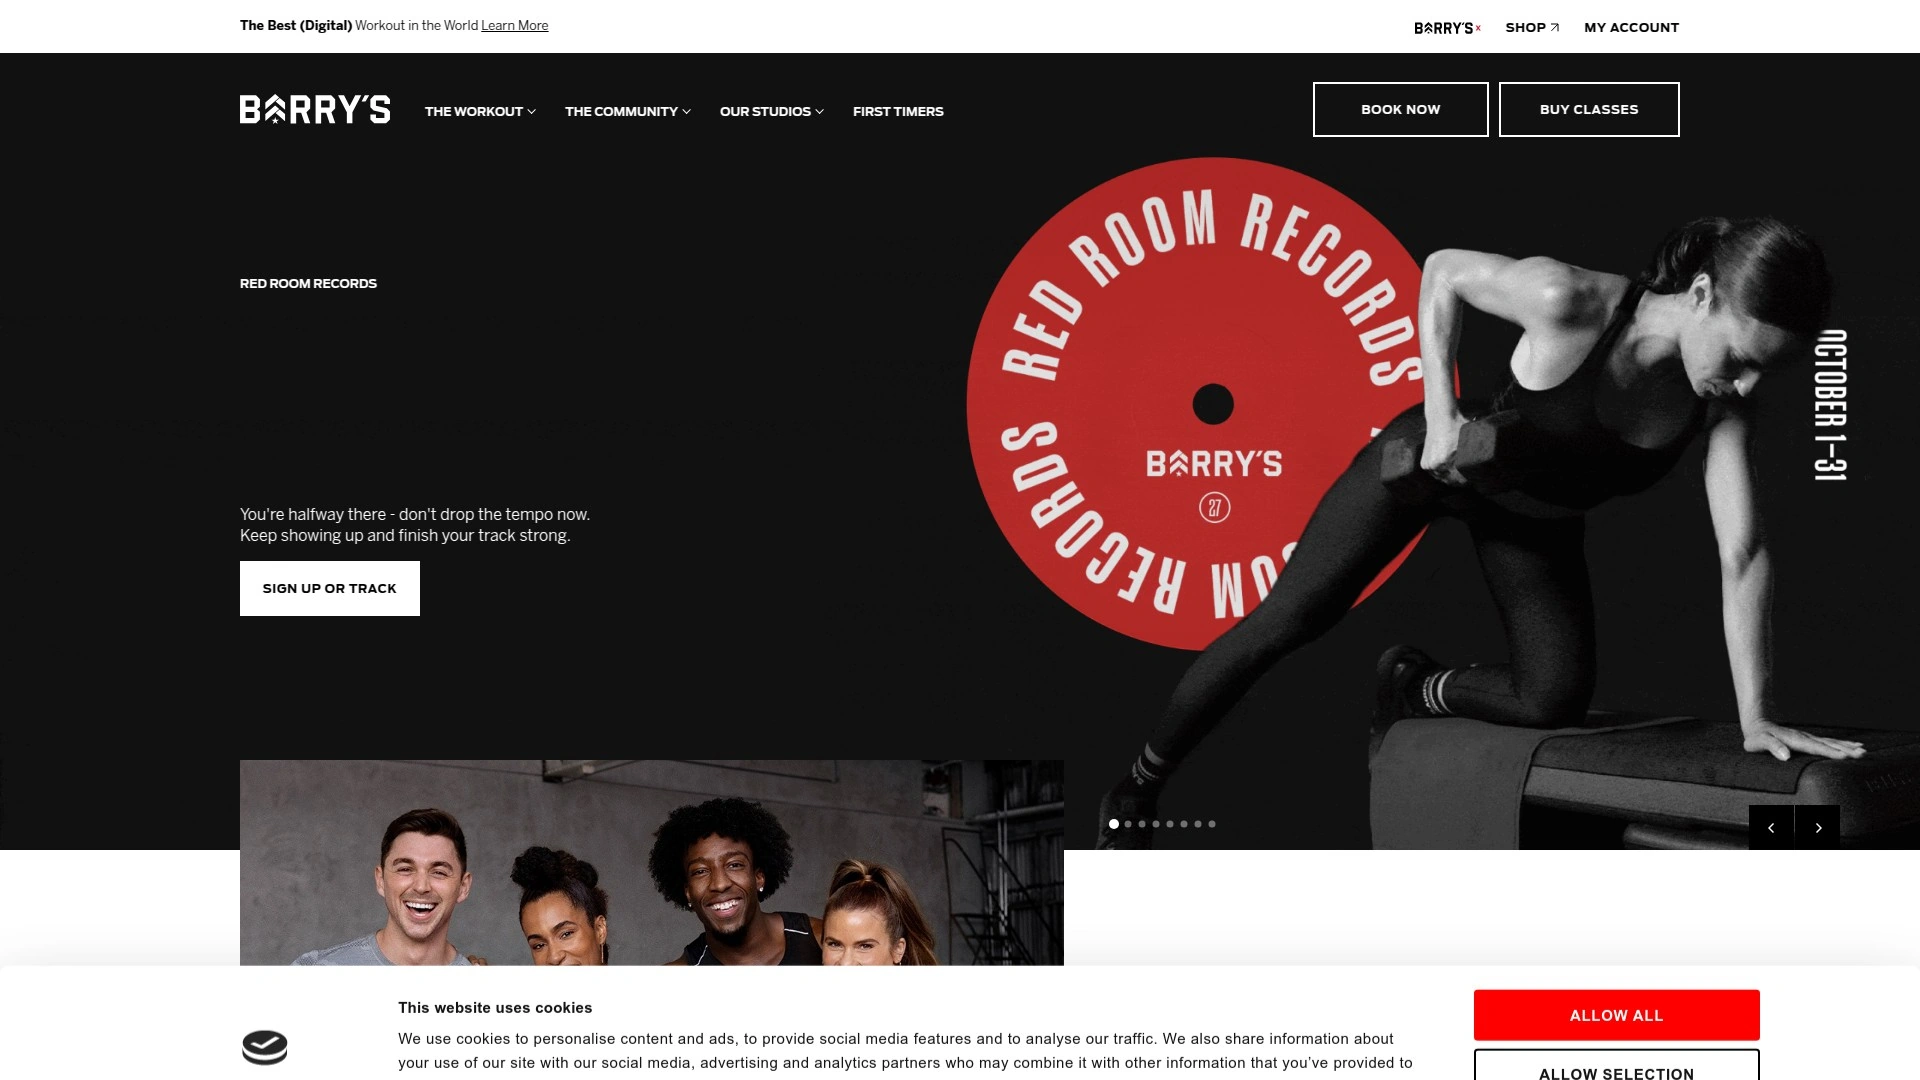 The Best (Digital) Workout in the World Learn More
BARRY'S x
SHOP
MY ACCOUNT
BARRY'S
THE WORKOUT
THE COMMUNITY
OUR STUDIOS
FIRST TIMERS
BOOK NOW
BUY CLASSES
RED ROOM RECORDS
You're halfway there - don't drop the tempo now.
Keep showing up and finish your track strong.
SIGN UP OR TRACK
RED ROOM RECORDS
OM RECORDS
BARRY'S
27
OCTOBER 1-31
This website uses cookies
We use cookies to personalise content and ads, to provide social media features and to analyse our traffic. We also share information about
your use of our site with our social media, advertising and analytics partners who may combine it with other information that you've provided to
ALLOW ALL
ALLOW SELECTION